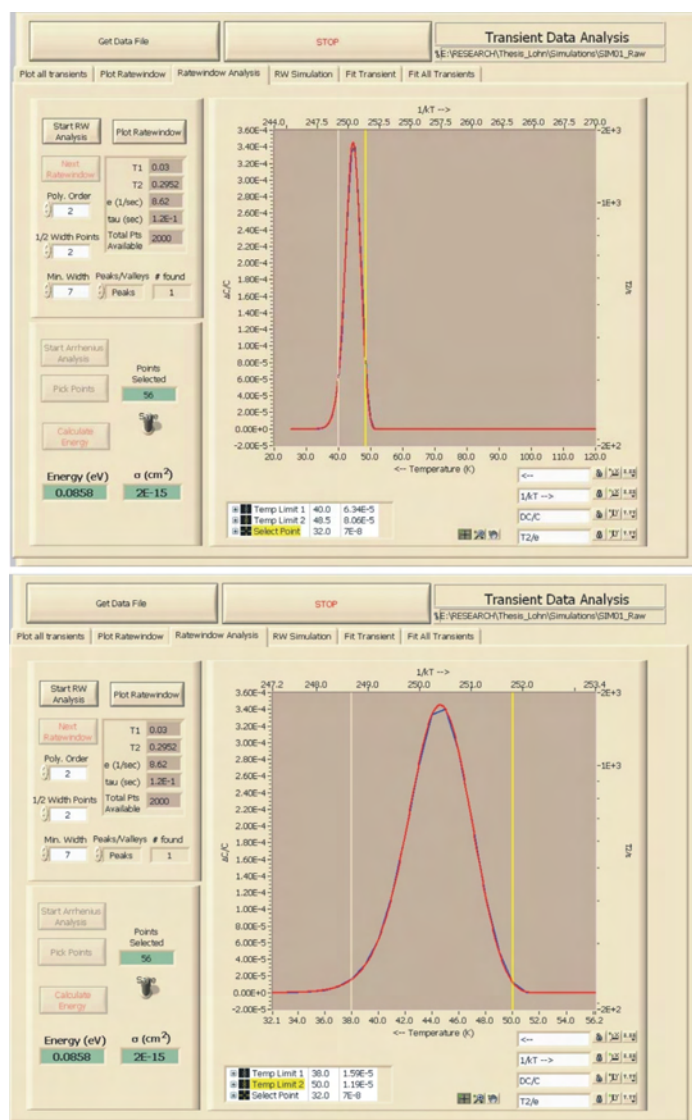 Get Data File
STOP
Transient Data Analysis
E:\RESEARCH\Thesis_Lohn\Simulations\SIM01_Raw
Plot all transients
Plot Ratewindow
Ratewindow Analysis
RW Simulation
Fit Transient
Fit All Transients
Start RW
Analysis
Plot Ratewindow
Next
Ratewindow
T1 0.03
T2 0.2952
Poly. Order
2
e (1/sec) 8.62
tau (sec) 1.2E-1
1/2 Width Points
2
Total Pts
Available
2000
Min. Width
7
Peaks/Valleys
Peaks
# found
1
Start Arrhenius
Analysis
Pick Points
Points
Selected
56
Save
Calculate
Energy
Energy (eV)
0.0858
σ (cm²)
2E-15
1/kT -->
244.0 247.5 250.0 252.5 255.0 257.5 260.0 262.5 265.0 267.5 270.0
3.60E-4
3.20E-4
2.80E-4
2.40E-4
2.00E-4
1.60E-4
1.20E-4
8.00E-5
6.00E-5
4.00E-5
2.00E-5
0.00E+0
-2.00E-5
ΔC/C
2E+3
1E+3
2E+2
T2/e
20.0 30.0 40.0 50.0 60.0 70.0 80.0 90.0 100.0 110.0 120.0
<-- Temperature (K)
Temp Limit 1 40.0 6.34E-5
Temp Limit 2 48.5 8.06E-5
Select Point 32.0 7E-8
<--
1/kT -->
DC/C
T2/e
Get Data File
STOP
Transient Data Analysis
E:\RESEARCH\Thesis_Lohn\Simulations\SIM01_Raw
Plot all transients
Plot Ratewindow
Ratewindow Analysis
RW Simulation
Fit Transient
Fit All Transients
Start RW
Analysis
Plot Ratewindow
Next
Ratewindow
T1 0.03
T2 0.2952
Poly. Order
2
e (1/sec) 8.62
tau (sec) 1.2E-1
1/2 Width Points
2
Total Pts
Available
2000
Min. Width
7
Peaks/Valleys
Peaks
# found
1
Start Arrhenius
Analysis
Pick Points
Points
Selected
56
Save
Calculate
Energy
Energy (eV)
0.0858
σ (cm²)
2E-15
1/kT -->
247.2 248.0 249.0 250.0 251.0 252.0 253.4
3.60E-4
3.40E-4
3.20E-4
3.00E-4
2.80E-4
2.60E-4
2.40E-4
2.20E-4
2.00E-4
1.80E-4
1.60E-4
1.40E-4
1.20E-4
1.00E-4
8.00E-5
6.00E-5
4.00E-5
2.00E-5
0.00E+0
-2.00E-5
ΔC/C
2E+3
1E+3
2E+2
T2/e
32.1 34.0 36.0 38.0 40.0 42.0 44.0 46.0 48.0 50.0 52.0 54.0 56.2
<-- Temperature (K)
Temp Limit 1 38.0 1.59E-5
Temp Limit 2 50.0 1.19E-5
Select Point 32.0 7E-8
<--
1/kT -->
DC/C
T2/e